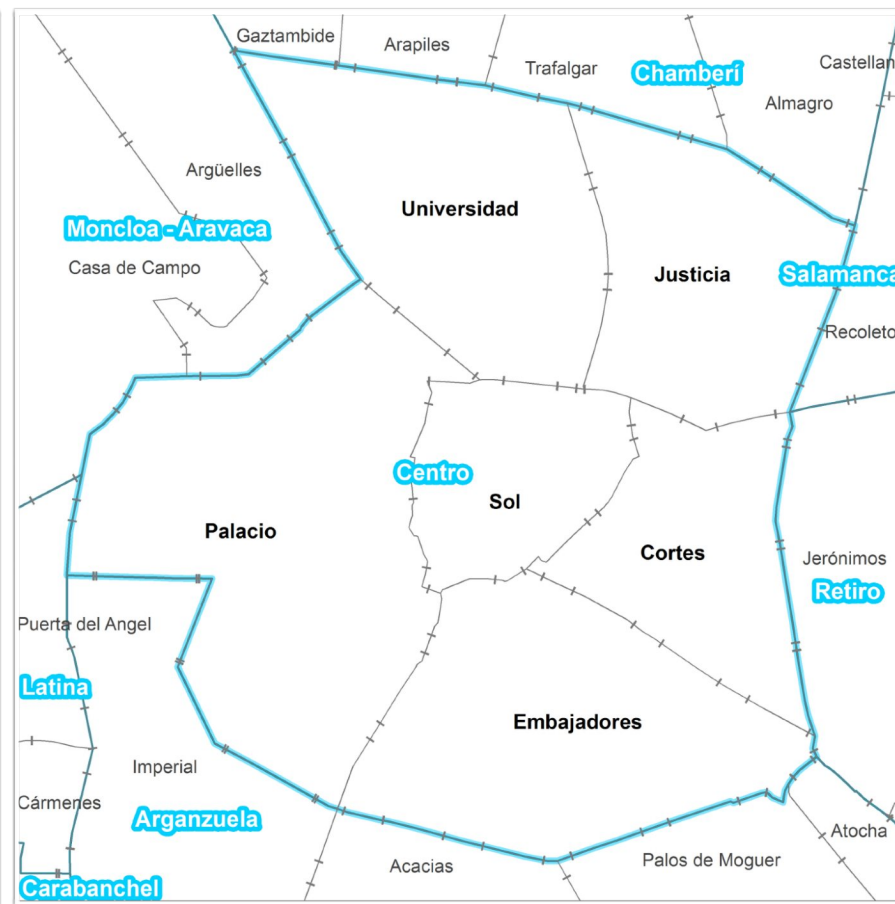 Gaztambide
Arapiles
Trafalgar
Chamberí
Castellan
Almagro
Argüelles
Universidad
Moncloa - Aravaca
Casa de Campo
Justicia
Salamanca
Recoleto
Centro
Sol
Palacio
Cortes
Jerónimos
Retiro
Puerta del Angel
Latina
Embajadores
Imperial
Cármenes
Arganzuela
Atocha
Acacias
Palos de Moguer
Carabanchel